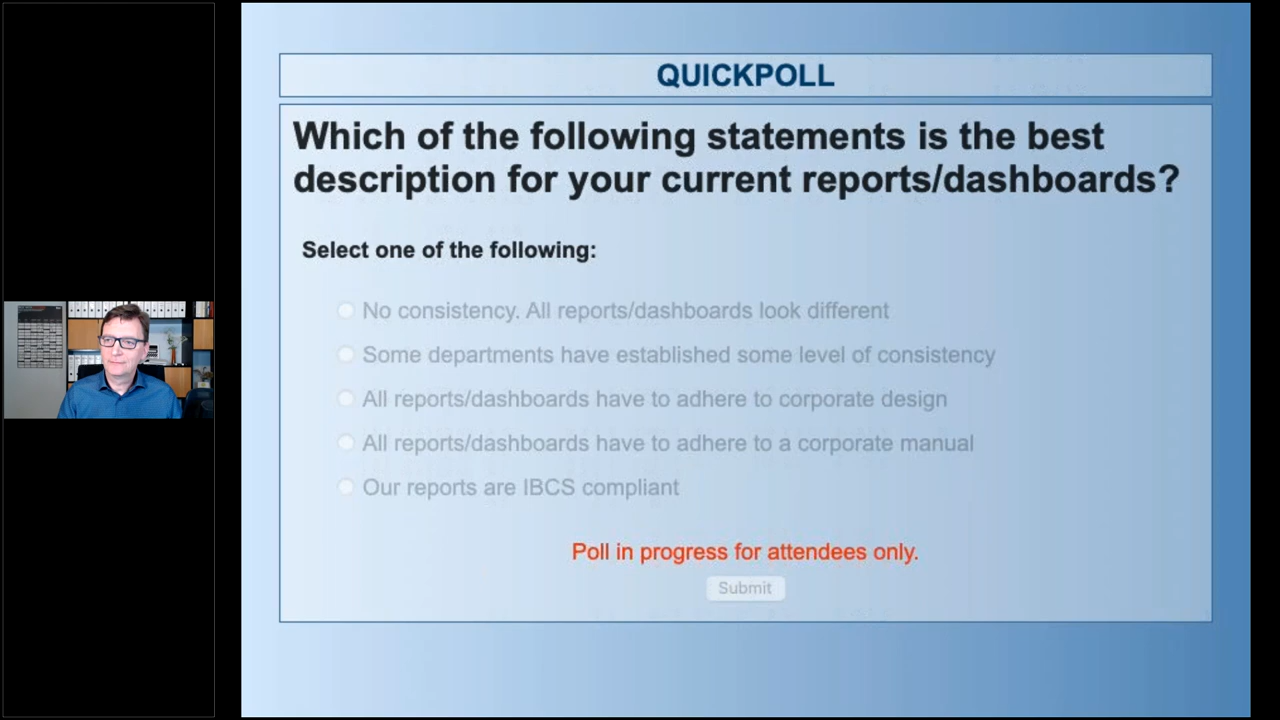 QUICKPOLL
Which of the following statements is the best
description for your current reports/dashboards?
Select one of the following:
No consistency. All reports/dashboards look different
Some departments have established some level of consistency
All reports/dashboards have to adhere to corporate design
All reports/dashboards have to adhere to a corporate manual
Our reports are IBCS compliant
Poll in progress for attendees only.
Submit